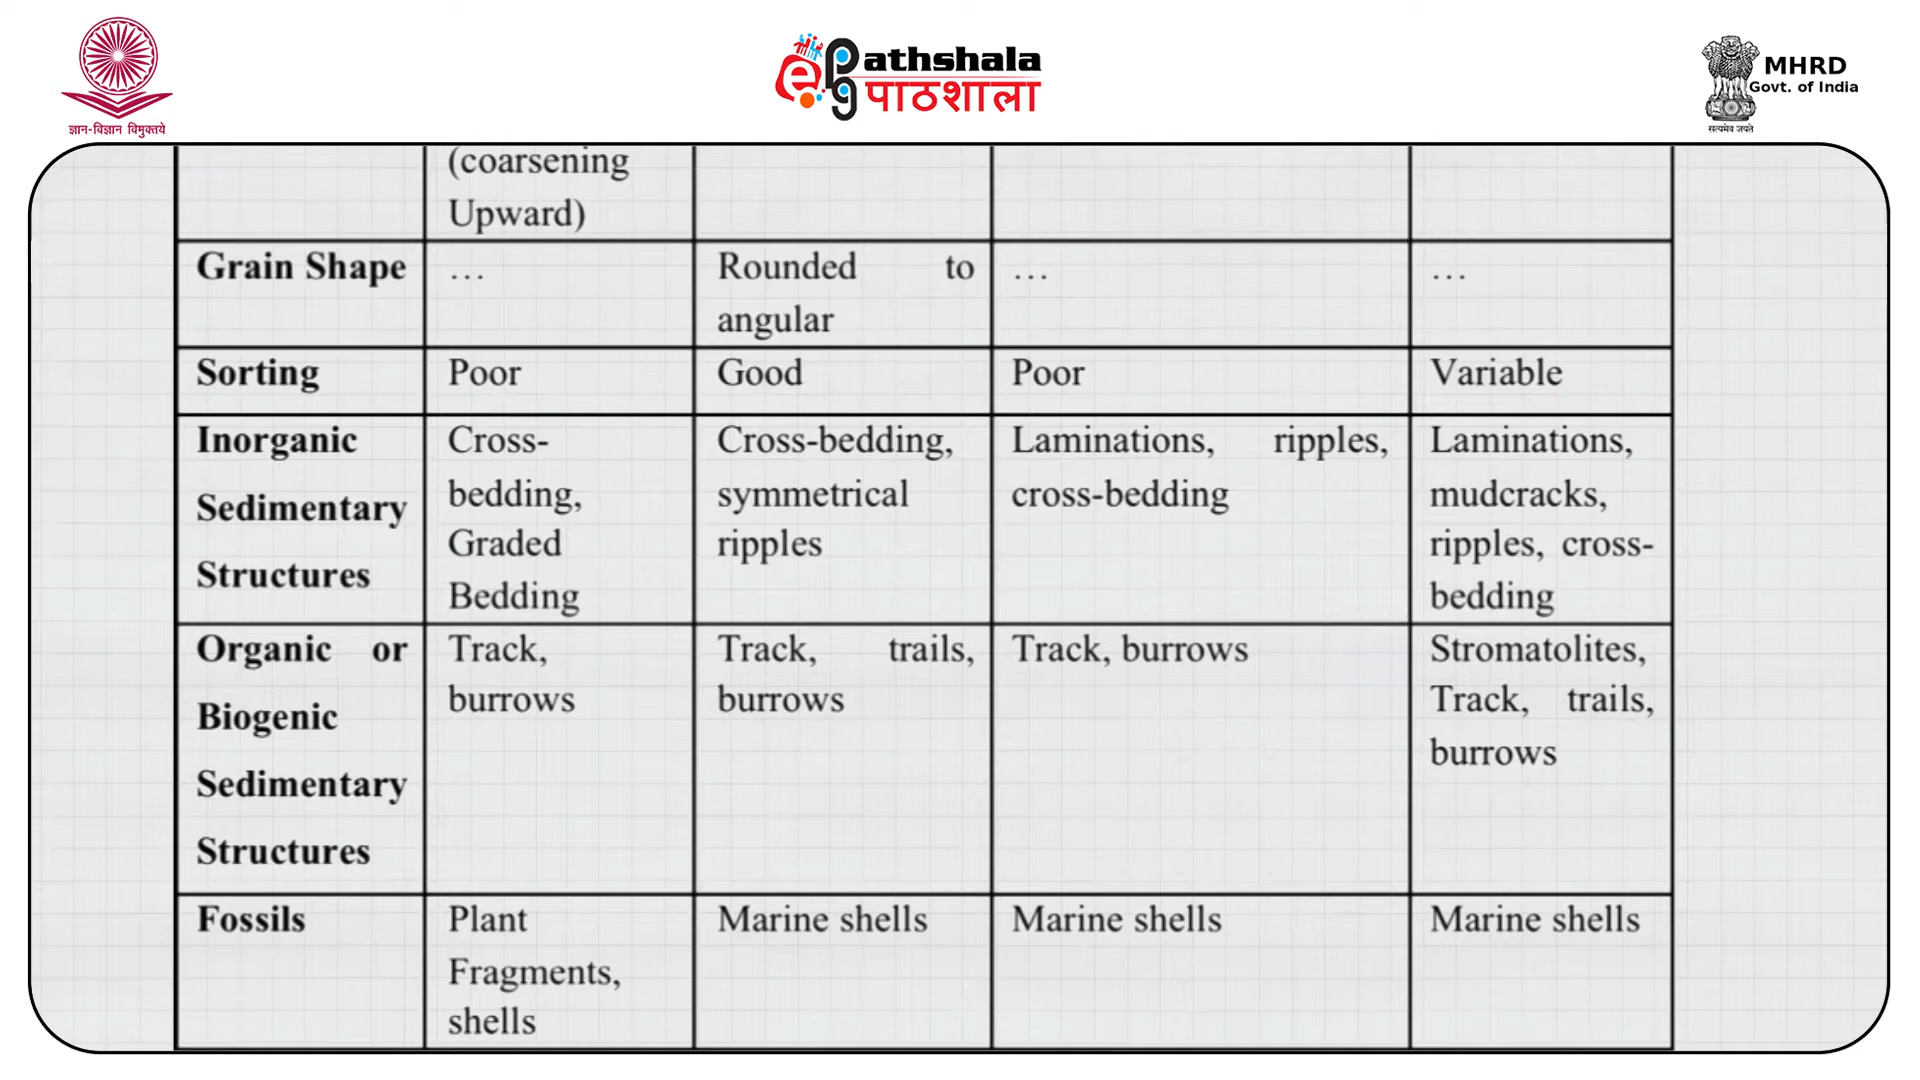 ज्ञान-विज्ञान विमुक्तये
e Pathshala
pg पाठशाला
MHRD
Govt. of India
सत्यमेव जयते
(coarsening
Upward)
Grain Shape
…
Rounded to
angular
…
…
Sorting
Poor
Good
Poor
Variable
Inorganic
Sedimentary
Structures
Cross-
bedding,
Graded
Bedding
Cross-bedding,
symmetrical
ripples
Laminations, ripples,
cross-bedding
Laminations,
mudcracks,
ripples, cross-
bedding
Organic or
Biogenic
Sedimentary
Structures
Track,
burrows
Track, trails,
burrows
Track, burrows
Stromatolites,
Track, trails,
burrows
Fossils
Plant
Fragments,
shells
Marine shells
Marine shells
Marine shells